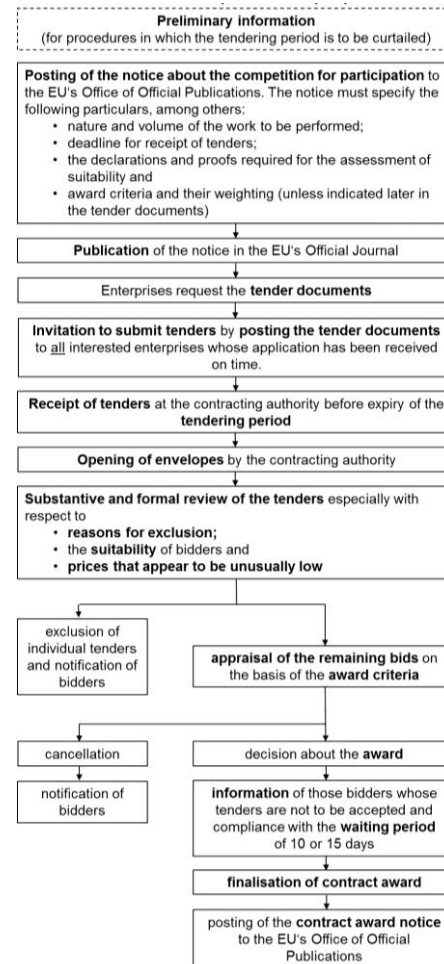 Preliminary information
(for procedures in which the tendering period is to be curtailed)
Posting of the notice about the competition for participation to
the EU's Office of Official Publications. The notice must specify the
following particulars, among others:
• nature and volume of the work to be performed;
• deadline for receipt of tenders;
• the declarations and proofs required for the assessment of
suitability and
• award criteria and their weighting (unless indicated later in
the tender documents)
Publication of the notice in the EU's Official Journal
Enterprises request the tender documents
Invitation to submit tenders by posting the tender documents
to all interested enterprises whose application has been received
on time.
Receipt of tenders at the contracting authority before expiry of the
tendering period
Opening of envelopes by the contracting authority
Substantive and formal review of the tenders especially with
respect to
• reasons for exclusion;
• the suitability of bidders and
• prices that appear to be unusually low
exclusion of
individual tenders
and notification of
bidders
appraisal of the remaining bids on
the basis of the award criteria
cancellation
notification of
bidders
decision about the award
information of those bidders whose
tenders are not to be accepted and
compliance with the waiting period
of 10 or 15 days
finalisation of contract award
posting of the contract award notice
to the EU's Office of Official
Publications